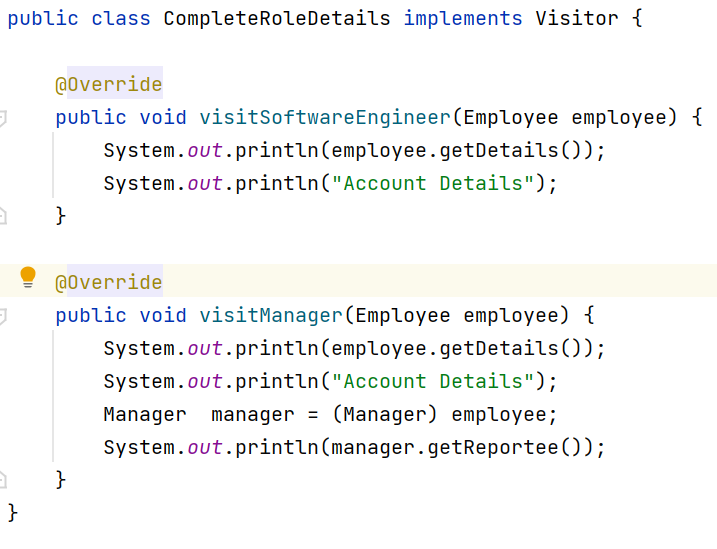 public class CompleteRoleDetails implements Visitor {
@Override
public void visitSoftwareEngineer(Employee employee) {
System.out.println(employee.getDetails());
System.out.println("Account Details");
}
@Override
public void visitManager(Employee employee) {
System.out.println(employee.getDetails());
System.out.println("Account Details");
Manager  manager = (Manager) employee;
System.out.println(manager.getReportee());
}
}